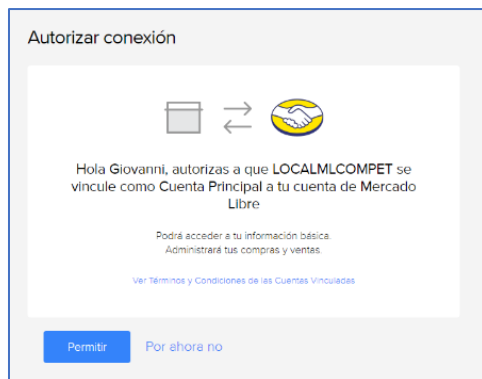 Autorizar conexión
Hola Giovanni, autorizas a que LOCALMLCOMPET se
vincule como Cuenta Principal a tu cuenta de Mercado
Libre
Podrá acceder a tu información básica.
Administrará tus compras y ventas.
Ver Términos y Condiciones de las Cuentas Vinculadas
Permitir Por ahora no